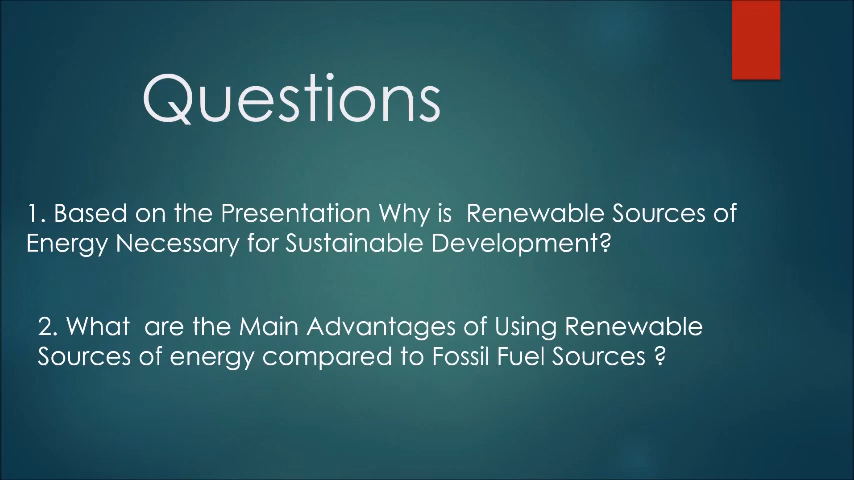 Questions
1. Based on the Presentation Why is  Renewable Sources of
Energy Necessary for Sustainable Development?
2. What  are the Main Advantages of Using Renewable
Sources of energy compared to Fossil Fuel Sources ?